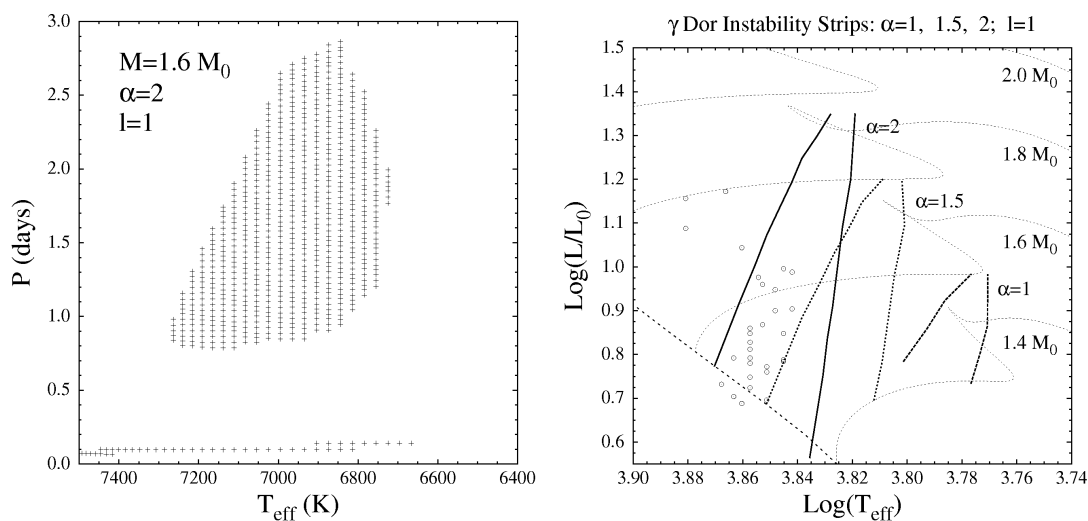 3.0
2.5
2.0
1.5
1.0
0.5
0.0
P (days)
M=1.6 M₀
α=2
l=1
7400 7200 7000 6800 6600 6400
T_eff (K)
γ Dor Instability Strips: α=1, 1.5, 2; l=1
1.5
1.4
1.3
1.2
1.1
1.0
0.9
0.8
0.7
0.6
Log(L/L₀)
2.0 M₀
α=2
1.8 M₀
α=1.5
1.6 M₀
α=1
1.4 M₀
3.90 3.88 3.86 3.84 3.82 3.80 3.78 3.76 3.74
Log(T_eff)